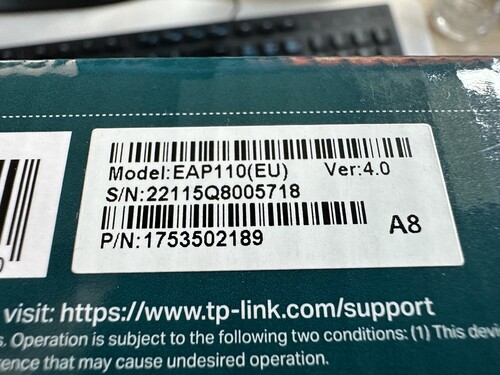 Model:EAP110(EU) Ver:4.0
S/N:22115Q8005718
P/N:1753502189
A8
visit: https://www.tp-link.com/support
Operation is subject to the following two conditions: (1) This
that may cause undesired operation.